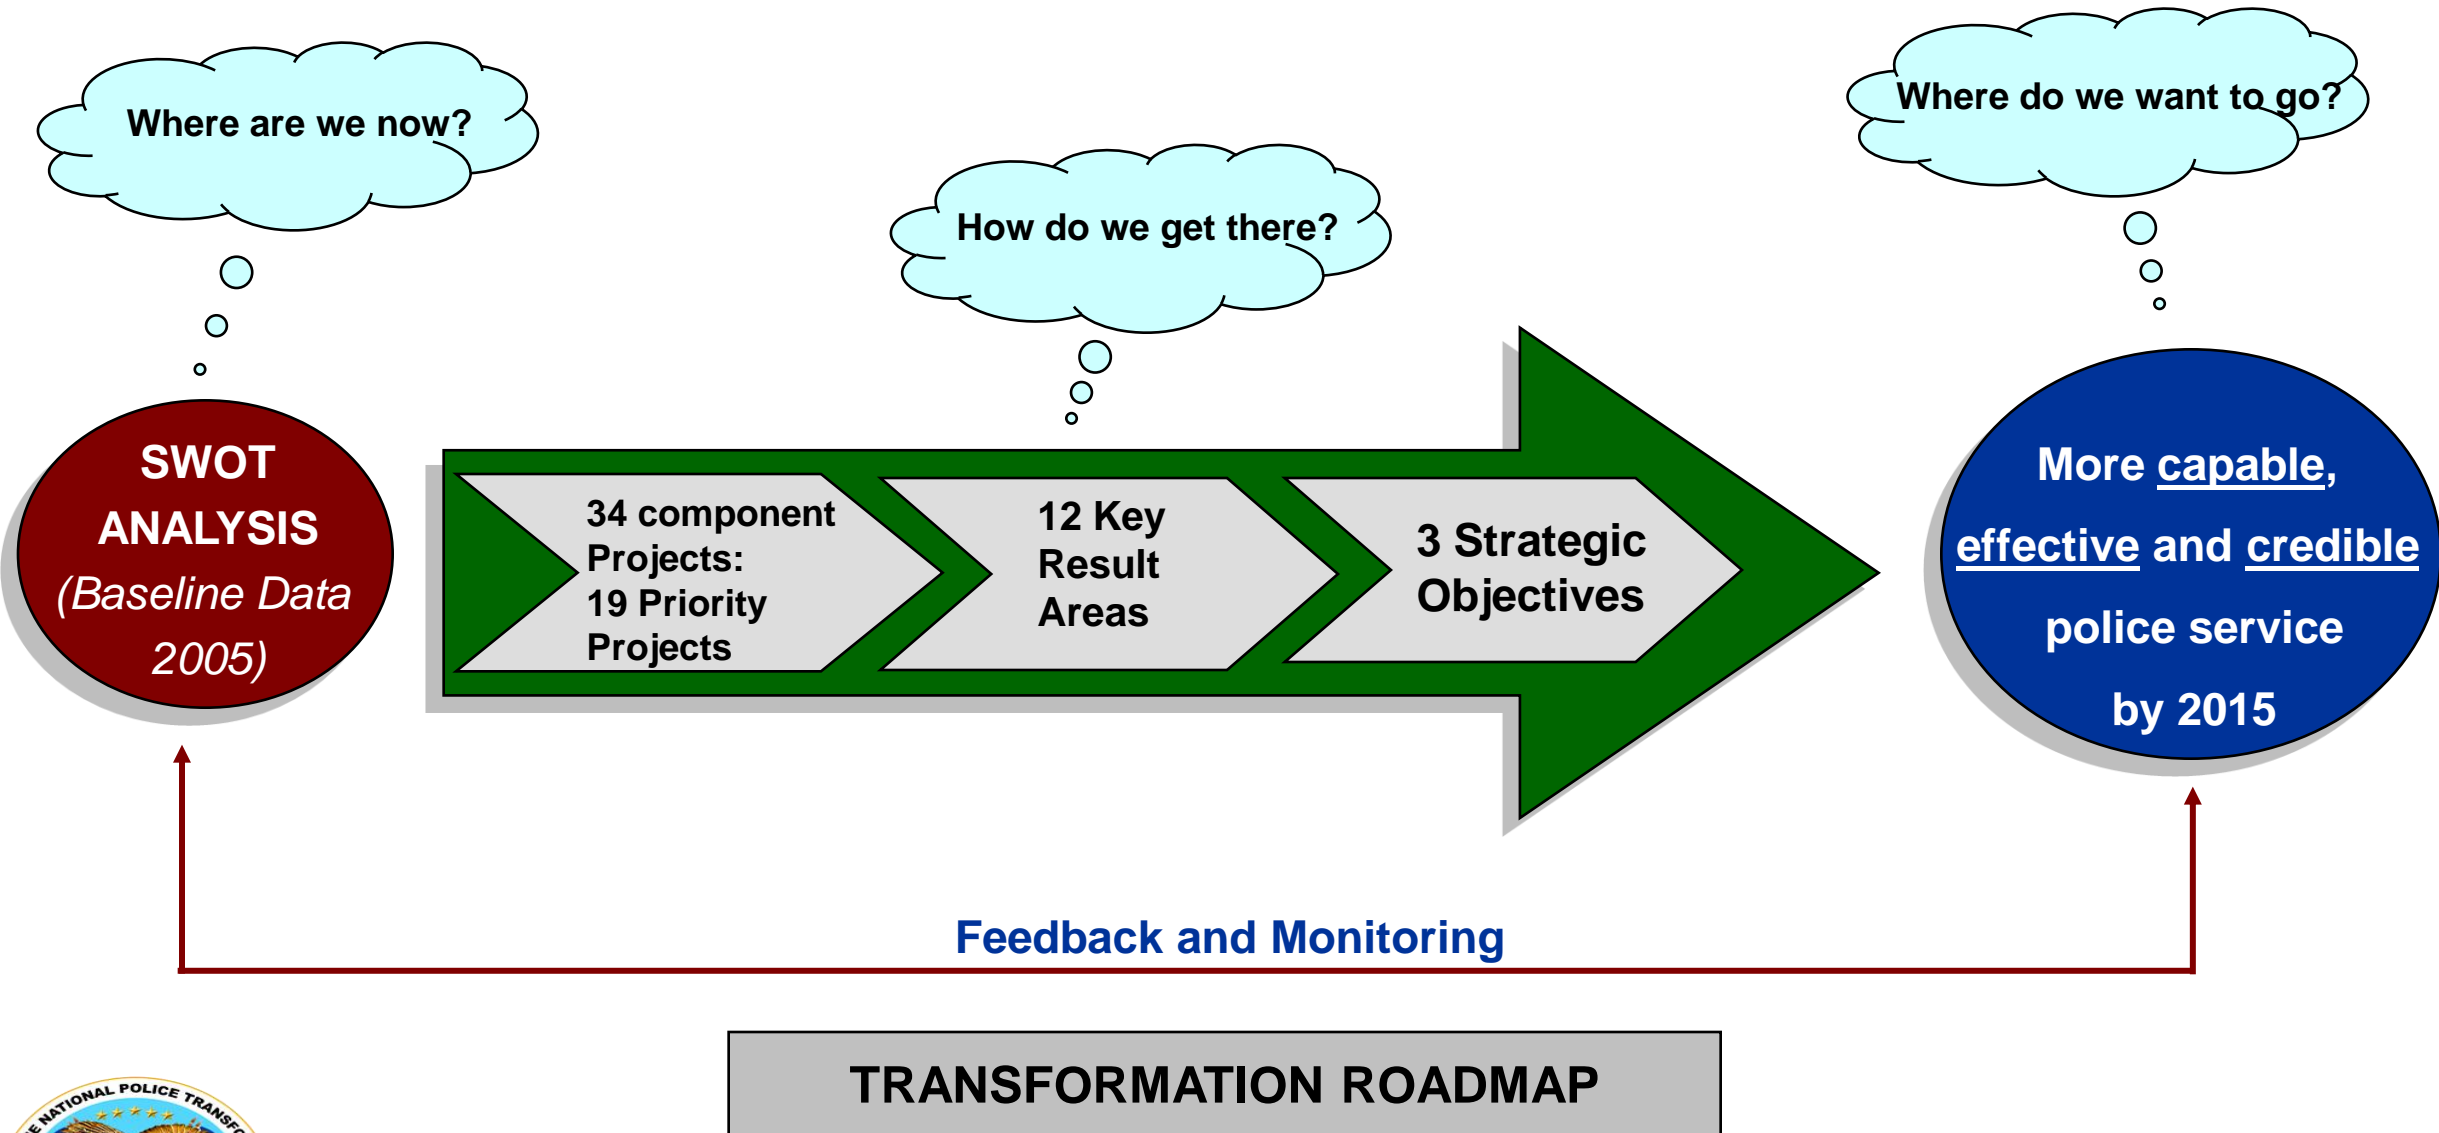 Where are we now?
Where do we want to go?
How do we get there?
SWOT
ANALYSIS
(Baseline Data
2005)
34 component
Projects:
19 Priority
Projects
12 Key
Result
Areas
3 Strategic
Objectives
More capable,
effective and credible
police service
by 2015
Feedback and Monitoring
TRANSFORMATION ROADMAP
NATIONAL POLICE